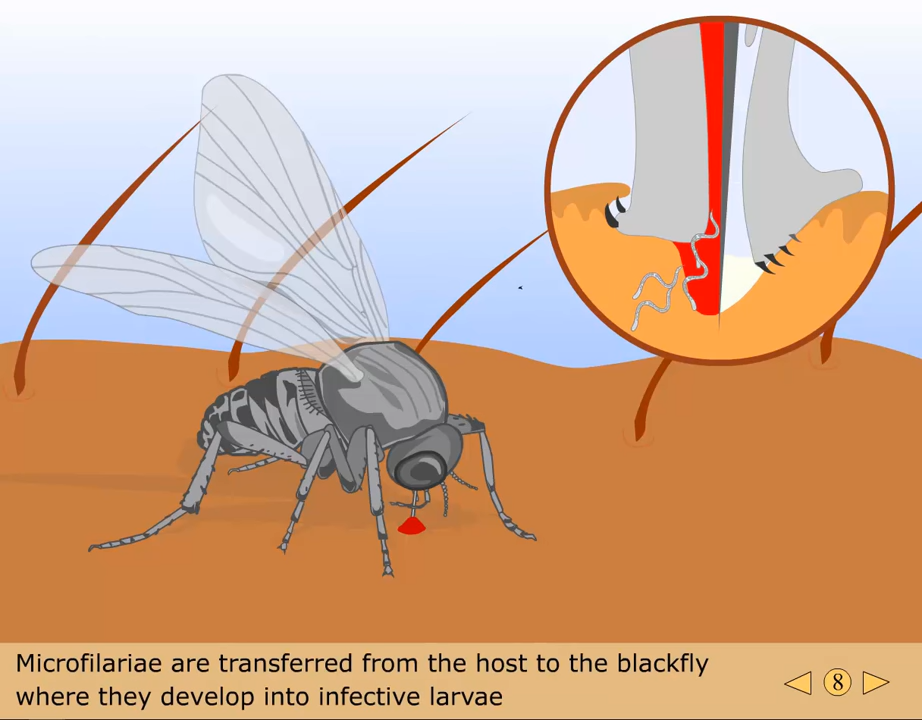 Microfilariae are transferred from the host to the blackfly
where they develop into infective larvae
8